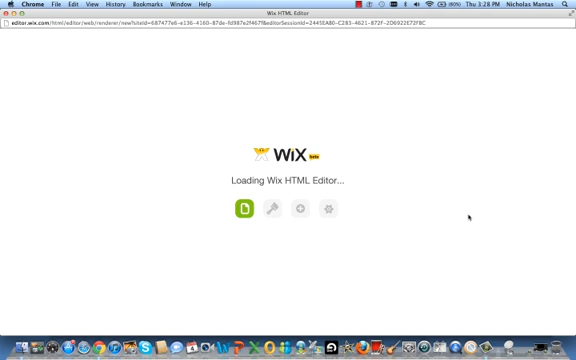 Chrome File Edit View History Bookmarks Window Help Thu 3:28 PM Nicholas Mantas
Wix HTML Editor
WiX beta
Loading Wix HTML Editor...